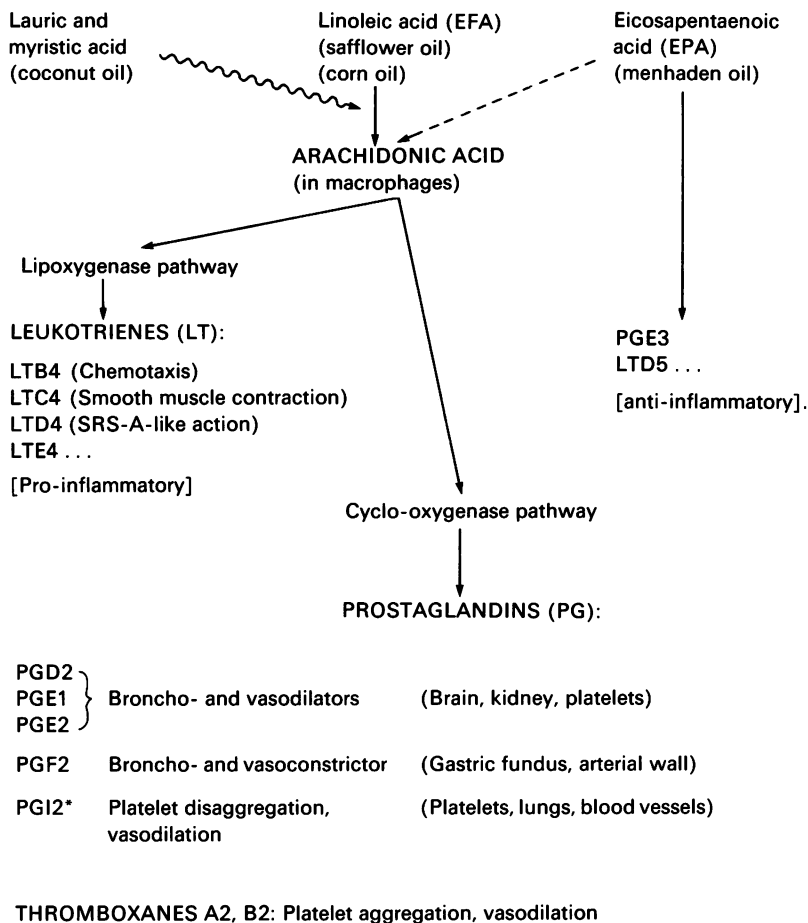 Lauric and
myristic acid
(coconut oil)
Linoleic acid (EFA)
(safflower oil)
(corn oil)
Eicosapentaenoic
acid (EPA)
(menhaden oil)
ARACHIDONIC ACID
(in macrophages)
Lipoxygenase pathway
LEUKOTRIENES (LT):
LTB4 (Chemotaxis)
LTC4 (Smooth muscle contraction)
LTD4 (SRS-A-like action)
LTE4 ...
[Pro-inflammatory]
PGE3
LTD5 ...
[anti-inflammatory].
Cyclo-oxygenase pathway
PROSTAGLANDINS (PG):
PGD2
PGE1 Broncho- and vasodilators (Brain, kidney, platelets)
PGE2
PGF2 Broncho- and vasoconstrictor (Gastric fundus, arterial wall)
PGI2* Platelet disaggregation, (Platelets, lungs, blood vessels)
vasodilation
THROMBOXANES A2, B2: Platelet aggregation, vasodilation